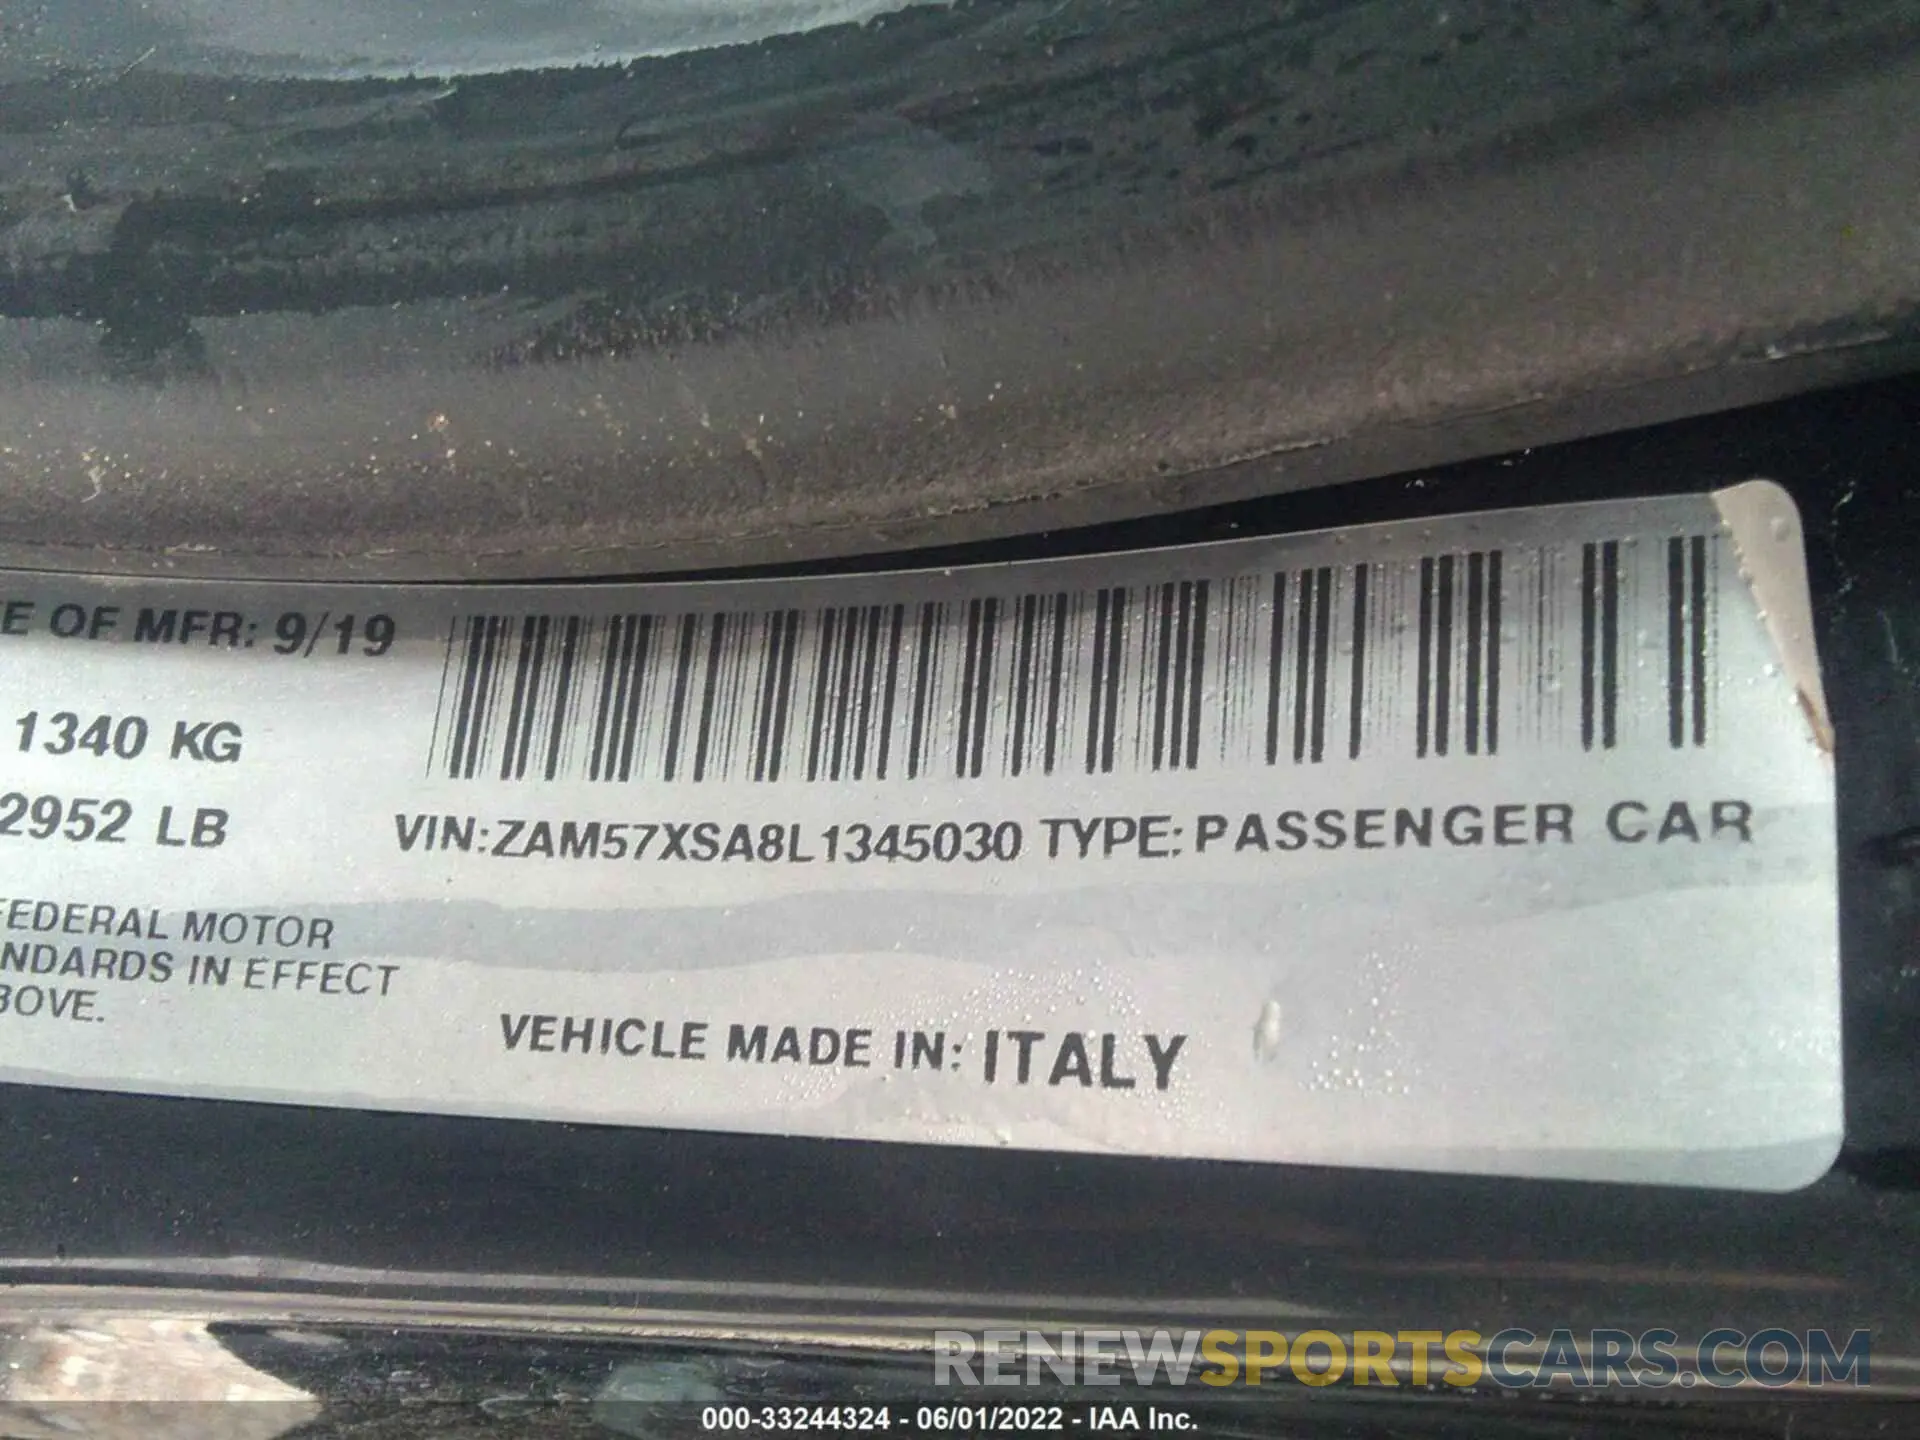 E OF MFR: 9/19
1340 KG
2952 LB
VIN:ZAM57XSA8L1345030 TYPE: PASSENGER CAR
FEDERAL MOTOR
NDARDS IN EFFECT
BOVE.
VEHICLE MADE IN: ITALY
RENEWSPORTSCARS.COM
000-33244324 - 06/01/2022 - IAA Inc.